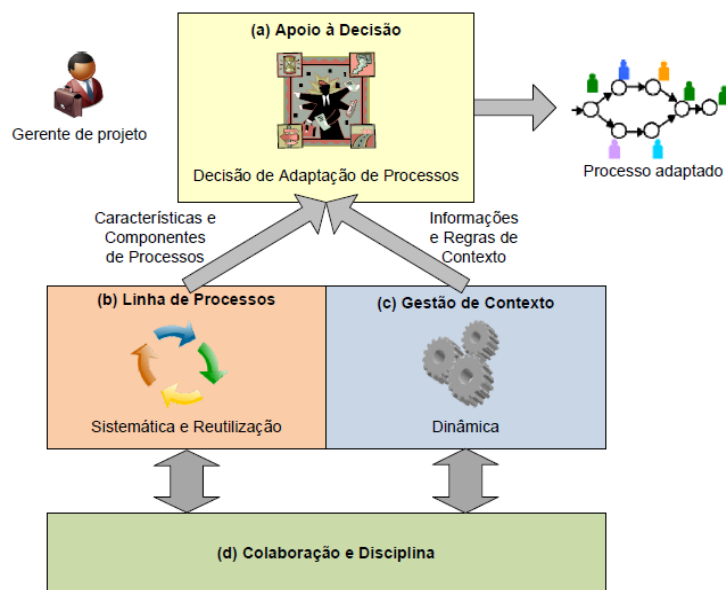 (a) Apoio à Decisão
Gerente de projeto
Decisão de Adaptação de Processos
Processo adaptado
Características e
Componentes
de Processos
Informações
e Regras de
Contexto
(b) Linha de Processos
Sistemática e Reutilização
(c) Gestão de Contexto
Dinâmica
(d) Colaboração e Disciplina